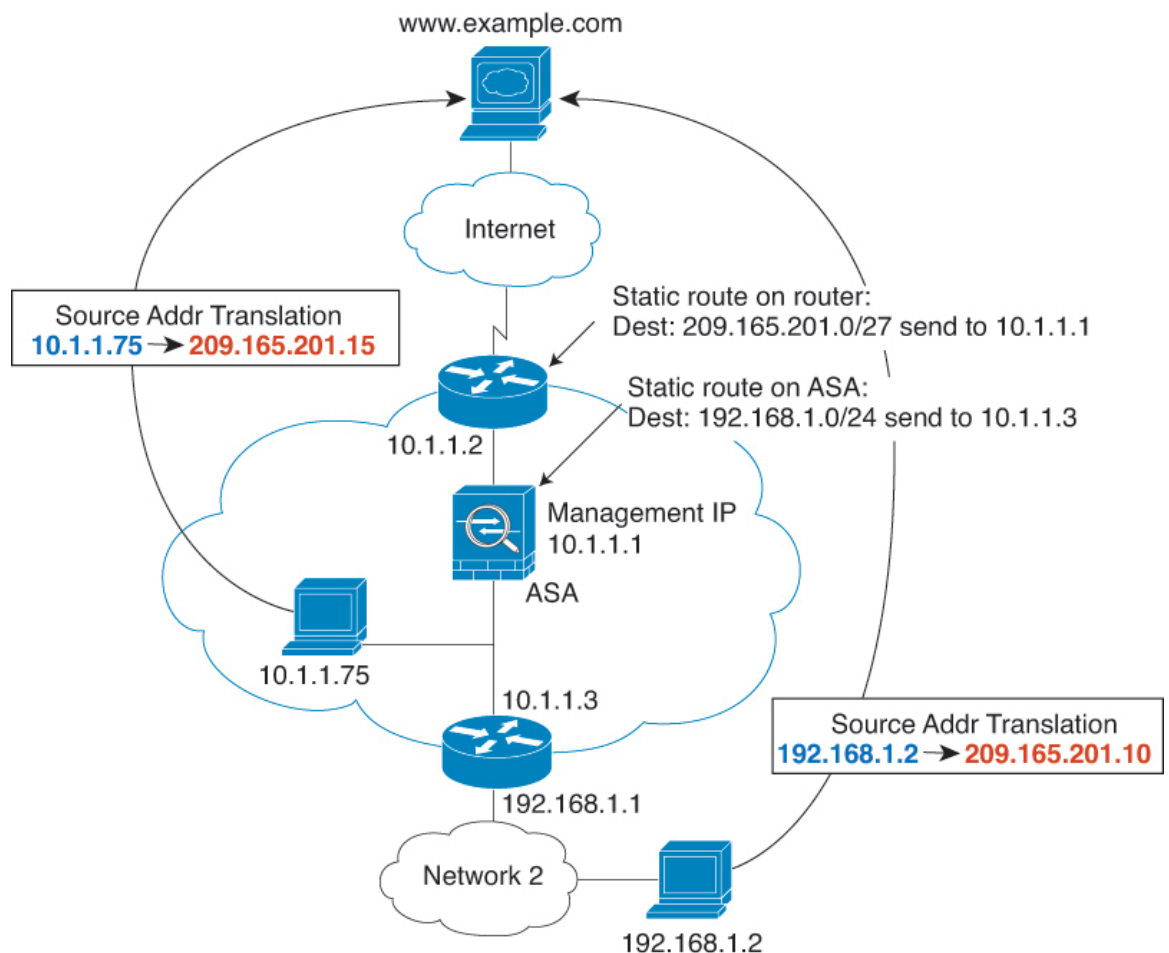 www.example.com
Internet
Source Addr Translation
10.1.1.75 → 209.165.201.15
Static route on router:
Dest: 209.165.201.0/27 send to 10.1.1.1
Static route on ASA:
Dest: 192.168.1.0/24 send to 10.1.1.3
10.1.1.2
Management IP
10.1.1.1
ASA
10.1.1.75
10.1.1.3
Source Addr Translation
192.168.1.2 → 209.165.201.10
192.168.1.1
Network 2
192.168.1.2